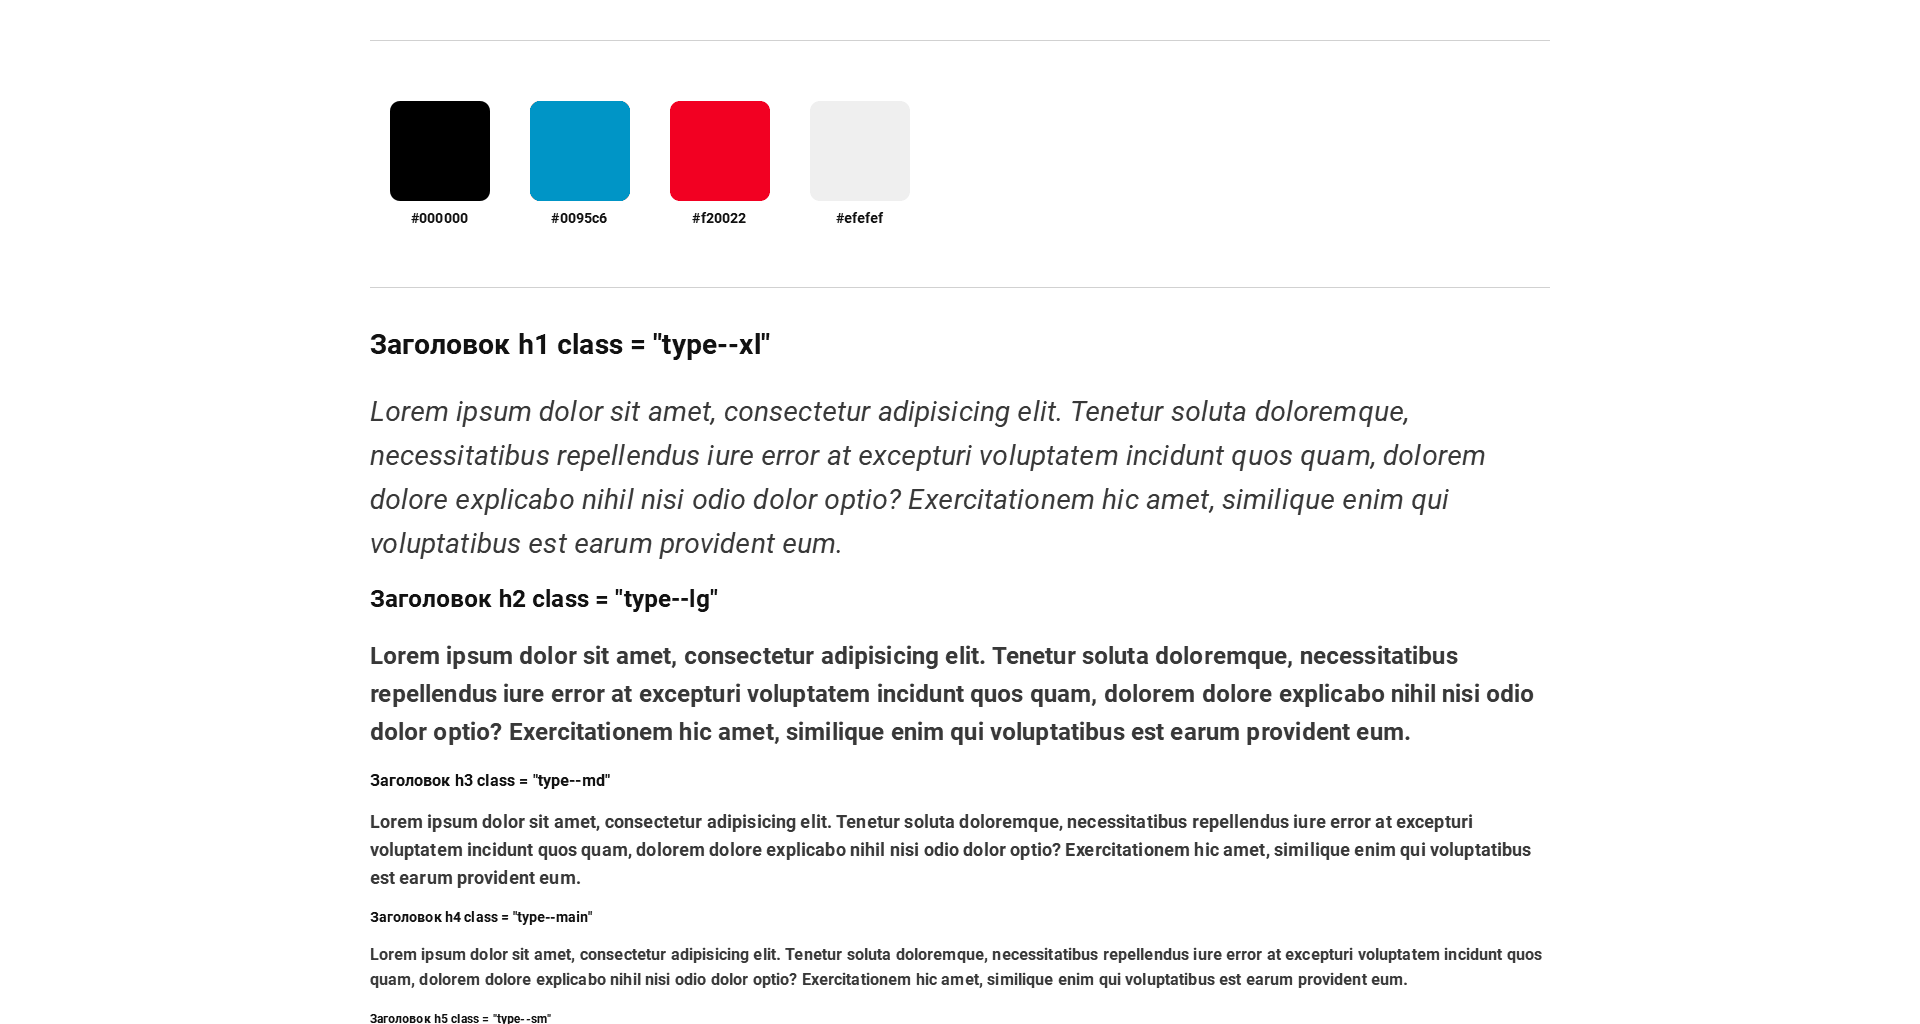 #000000 #0095c6 #f20022 #efefef
Заголовок h1 class = "type--xl"
Lorem ipsum dolor sit amet, consectetur adipisicing elit. Tenetur soluta doloremque,
necessitatibus repellendus iure error at excepturi voluptatem incidunt quos quam, dolorem
dolore explicabo nihil nisi odio dolor optio? Exercitationem hic amet, similique enim qui
voluptatibus est earum provident eum.
Заголовок h2 class = "type--lg"
Lorem ipsum dolor sit amet, consectetur adipisicing elit. Tenetur soluta doloremque, necessitatibus
repellendus iure error at excepturi voluptatem incidunt quos quam, dolorem dolore explicabo nihil nisi odio
dolor optio? Exercitationem hic amet, similique enim qui voluptatibus est earum provident eum.
Заголовок h3 class = "type--md"
Lorem ipsum dolor sit amet, consectetur adipisicing elit. Tenetur soluta doloremque, necessitatibus repellendus iure error at excepturi
voluptatem incidunt quos quam, dolorem dolore explicabo nihil nisi odio dolor optio? Exercitationem hic amet, similique enim qui voluptatibus
est earum provident eum.
Заголовок h4 class = "type--main"
Lorem ipsum dolor sit amet, consectetur adipisicing elit. Tenetur soluta doloremque, necessitatibus repellendus iure error at excepturi voluptatem incidunt quos
quam, dolorem dolore explicabo nihil nisi odio dolor optio? Exercitationem hic amet, similique enim qui voluptatibus est earum provident eum.
Заголовок h5 class = "type--sm"